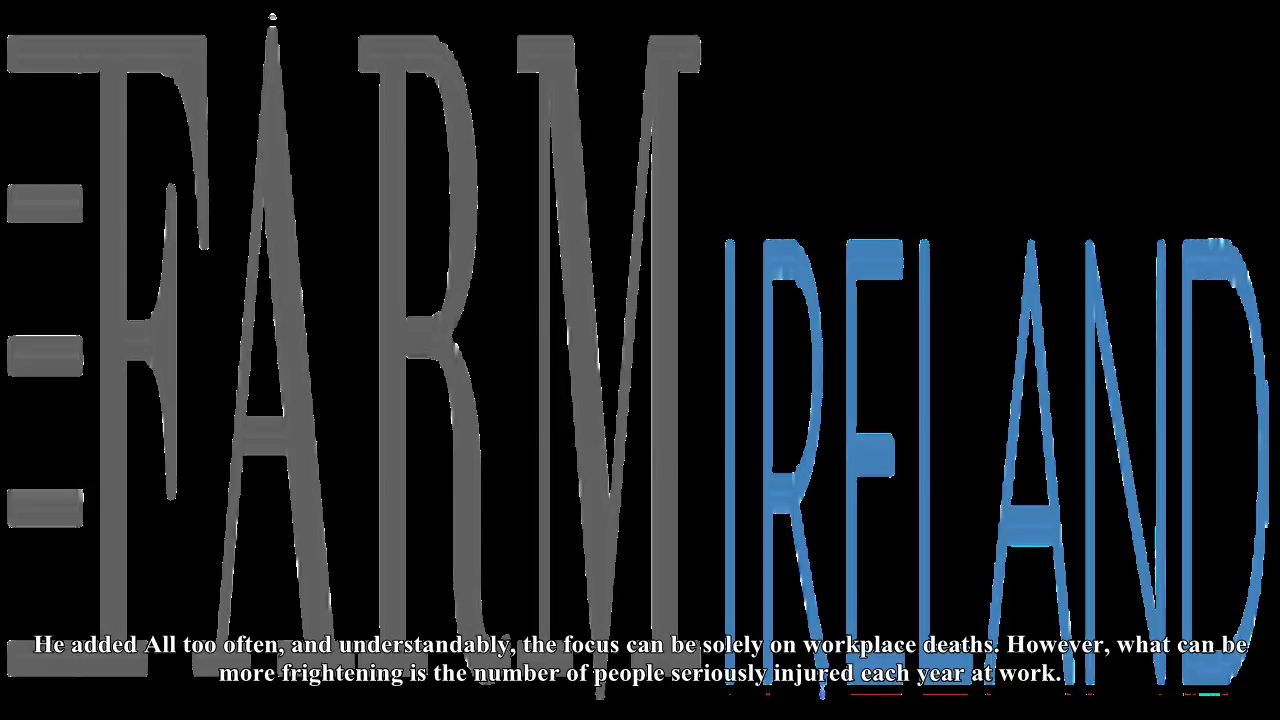 FARM IRELAND
He added All too often, and understandably, the focus can be solely on workplace deaths. However, what can be
more frightening is the number of people seriously injured each year at work.